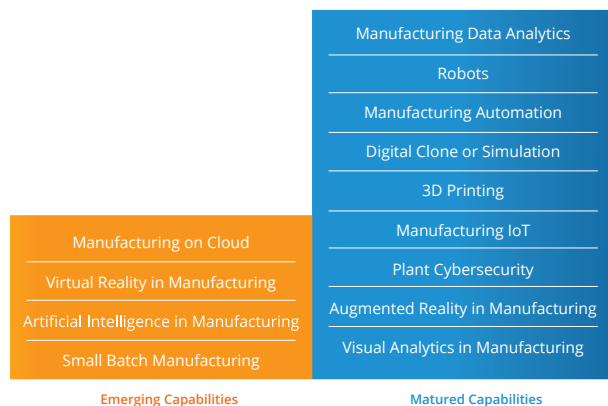 Manufacturing Data Analytics
Robots
Manufacturing Automation
Digital Clone or Simulation
3D Printing
Manufacturing IoT
Plant Cybersecurity
Augmented Reality in Manufacturing
Visual Analytics in Manufacturing
Matured Capabilities
Manufacturing on Cloud
Virtual Reality in Manufacturing
Artificial Intelligence in Manufacturing
Small Batch Manufacturing
Emerging Capabilities